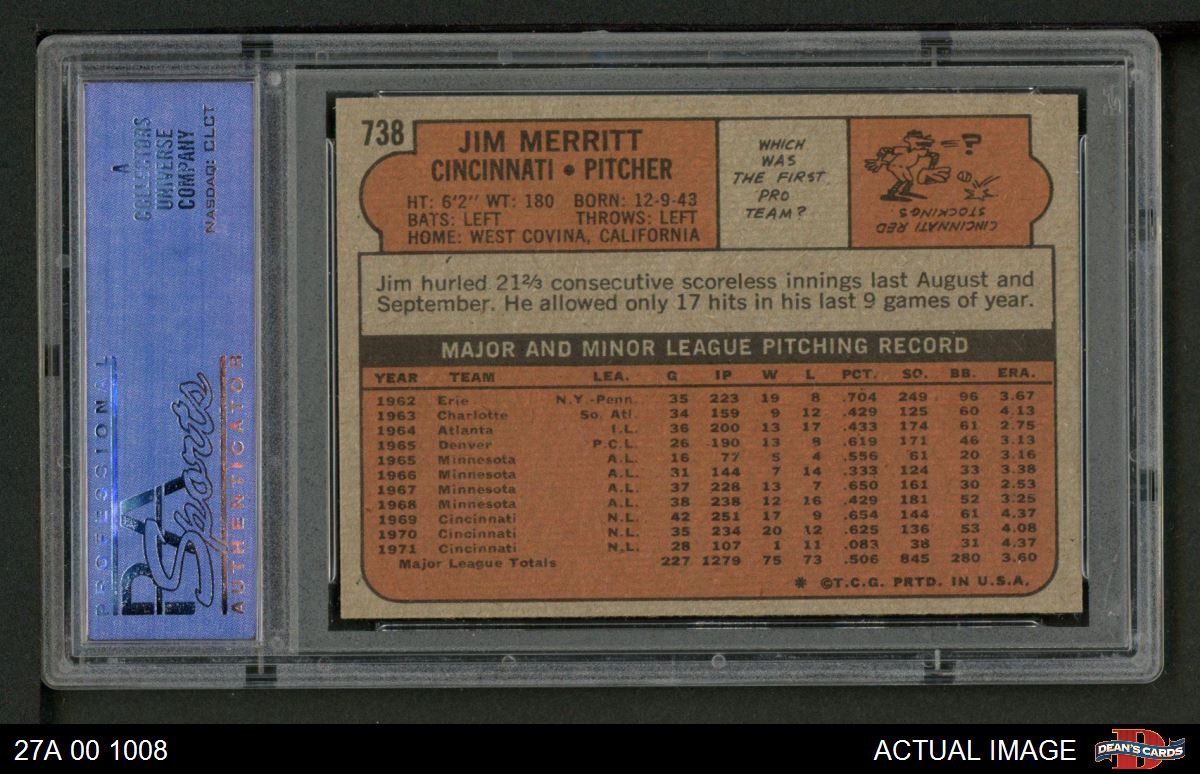 A
COLLECTORS
UNIVERSE
COMPANY
NASDAQ: CLCT
PROFESSIONAL
PSA
Sports
AUTHENTICATOR
738
JIM MERRITT
CINCINNATI • PITCHER
HT: 6'2" WT: 180 BORN: 12-9-43
BATS: LEFT THROWS: LEFT
HOME: WEST COVINA, CALIFORNIA
WHICH
WAS
THE FIRST
PRO
TEAM?
?
CINCINNATI RED
STOCKINGS
Jim hurled 21⅔ consecutive scoreless innings last August and
September. He allowed only 17 hits in his last 9 games of year.
MAJOR AND MINOR LEAGUE PITCHING RECORD
YEAR TEAM LEA. G IP W L PCT. SO. BB. ERA.
1962 Erie N.Y.-Penn. 35 223 19 8 .704 249 96 3.67
1963 Charlotte So. Atl. 34 159 9 12 .429 125 60 4.13
1964 Atlanta I.L. 36 200 13 17 .433 174 61 2.75
1965 Denver P.C.L. 26 190 13 8 .619 171 46 3.13
1965 Minnesota A.L. 16 77 5 4 .556 61 20 3.16
1966 Minnesota A.L. 31 144 7 14 .333 124 33 3.38
1967 Minnesota A.L. 37 228 13 7 .650 161 30 2.53
1968 Minnesota A.L. 38 238 12 16 .429 181 52 3.25
1969 Cincinnati N.L. 42 251 17 9 .654 144 61 4.37
1970 Cincinnati N.L. 35 234 20 12 .625 136 53 4.08
1971 Cincinnati N.L. 28 107 1 11 .083 38 31 4.37
Major League Totals 227 1279 75 73 .506 845 280 3.60
* ©T.C.G. PRTD. IN U.S.A.
27A 00 1008
ACTUAL IMAGE
DEAN'S CARDS